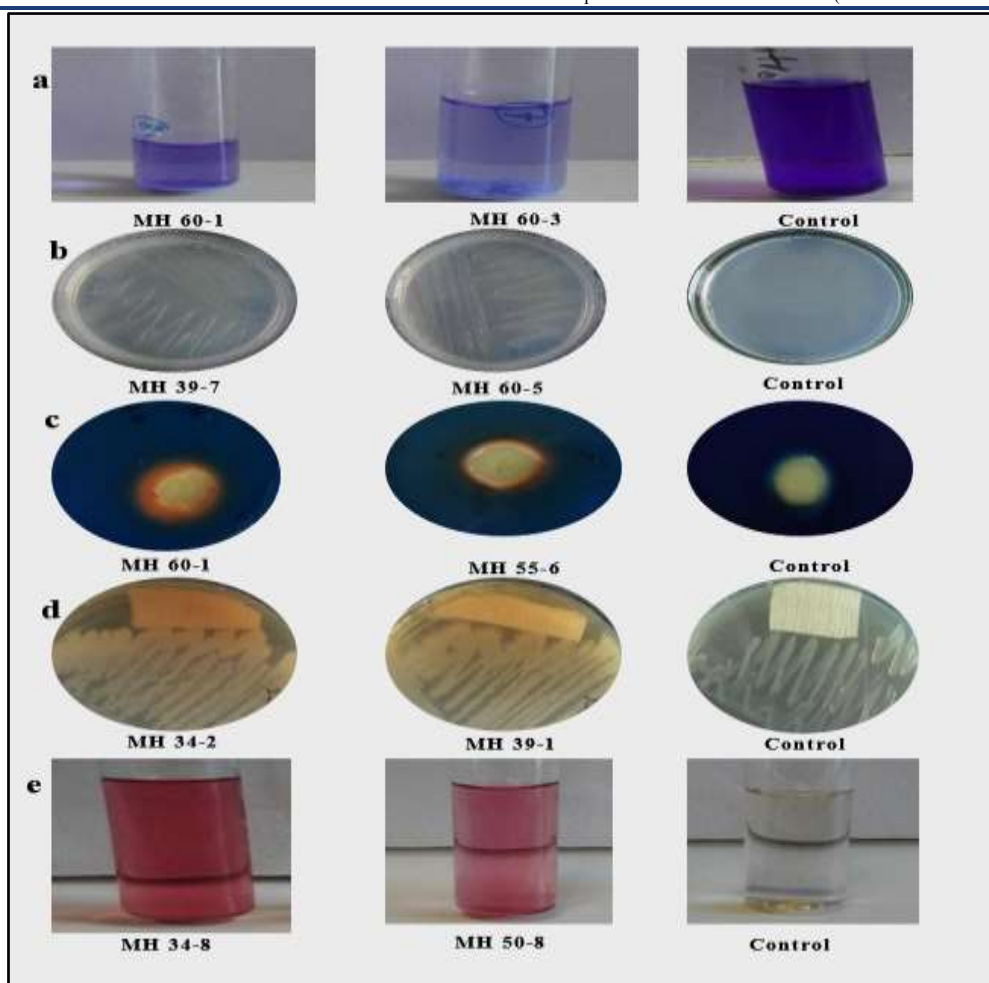 a
MH 60-1 MH 60-3 Control
b
MH 39-7 MH 60-5 Control
c
MH 60-1 MH 55-6 Control
d
MH 34-2 MH 39-1 Control
e
MH 34-8 MH 50-8 Control